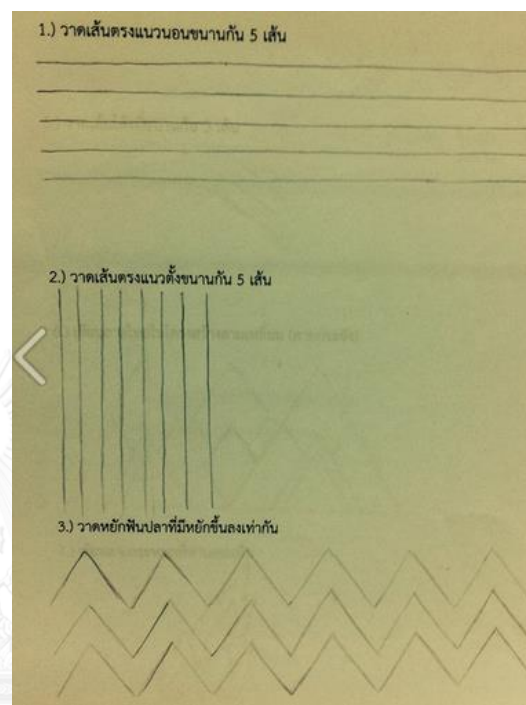 1.) วาดเส้นตรงแนวนอนขนานกัน 5 เส้น
2.) วาดเส้นตรงแนวตั้งขนานกัน 5 เส้น
3.) วาดหยักฟันปลาที่มีหยักขึ้นลงเท่ากัน